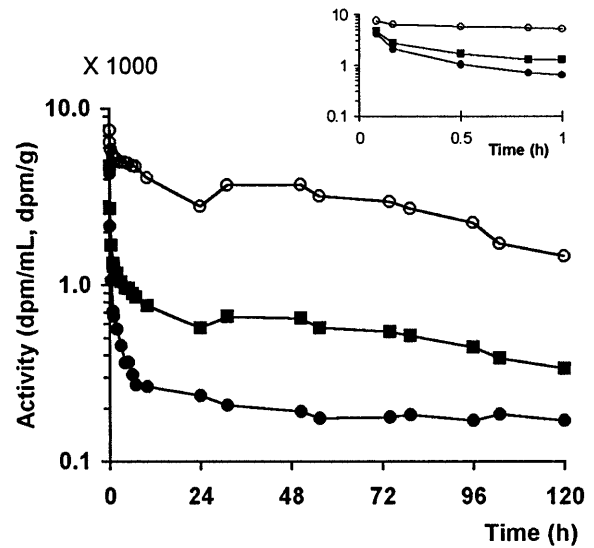 X 1000
10.0
1.0
0.1
Activity (dpm/mL, dpm/g)
0 24 48 72 96 120
Time (h)
10
1
0.1
0 0.5 1
Time (h)